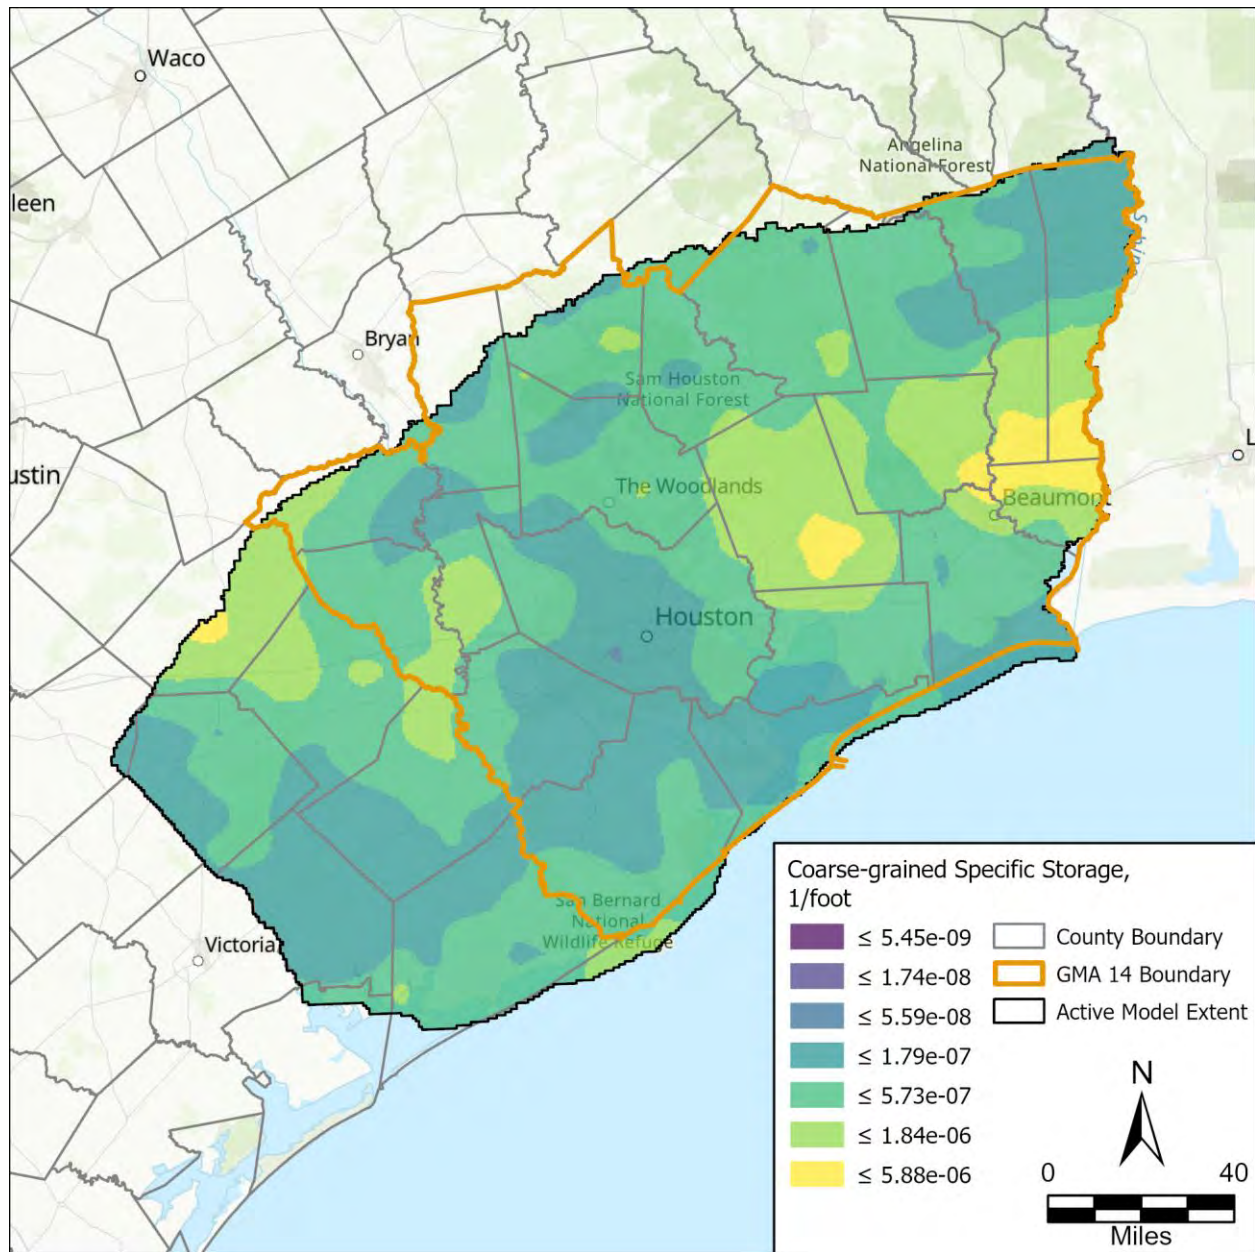 Waco
Angelina
National Forest
leen
Bryan
Sam Houston
National Forest
ustin
L
The Woodlands
Beaumon
Houston
San Bernard
National
Wildlife Refuge
Victoria
Coarse-grained Specific Storage,
1/foot
≤ 5.45e-09
≤ 1.74e-08
≤ 5.59e-08
≤ 1.79e-07
≤ 5.73e-07
≤ 1.84e-06
≤ 5.88e-06
County Boundary
GMA 14 Boundary
Active Model Extent
N
0 40
Miles